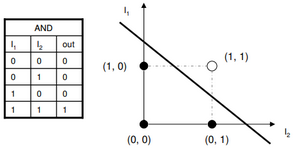 AND
I₁ I₂ out
0 0 0
0 1 0
1 0 0
1 1 1
I₁
(1, 0)
(1, 1)
(0, 0)
(0, 1)
I₂